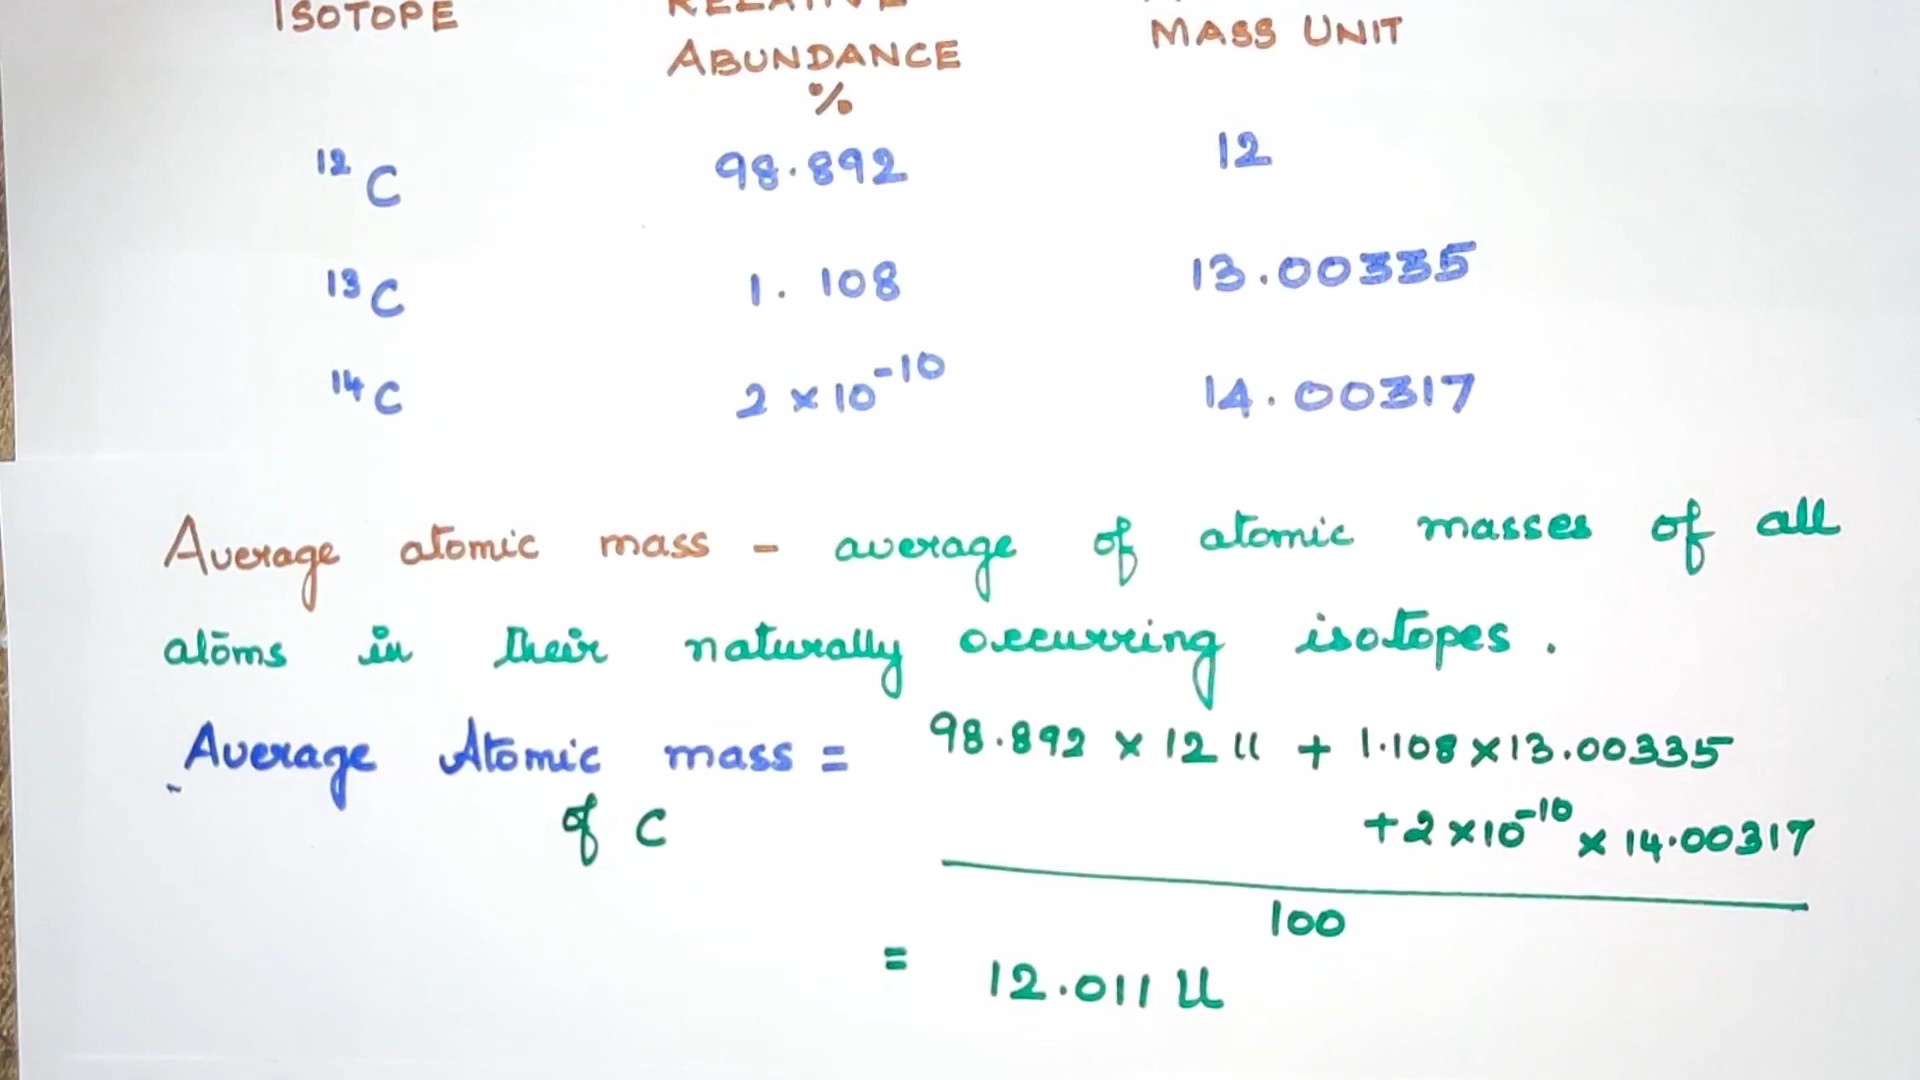 ISOTOPE RELATIVE MASS UNIT
ABUNDANCE
%
¹²C 98.892 12
¹³C 1.108 13.00335
¹⁴C 2 × 10⁻¹⁰ 14.00317
Average atomic mass - average of atomic masses of all
atoms in their naturally occurring isotopes.
Average Atomic mass = 98.892 × 12 u + 1.108 × 13.00335
of C + 2 × 10⁻¹⁰ × 14.00317
100
= 12.011 u